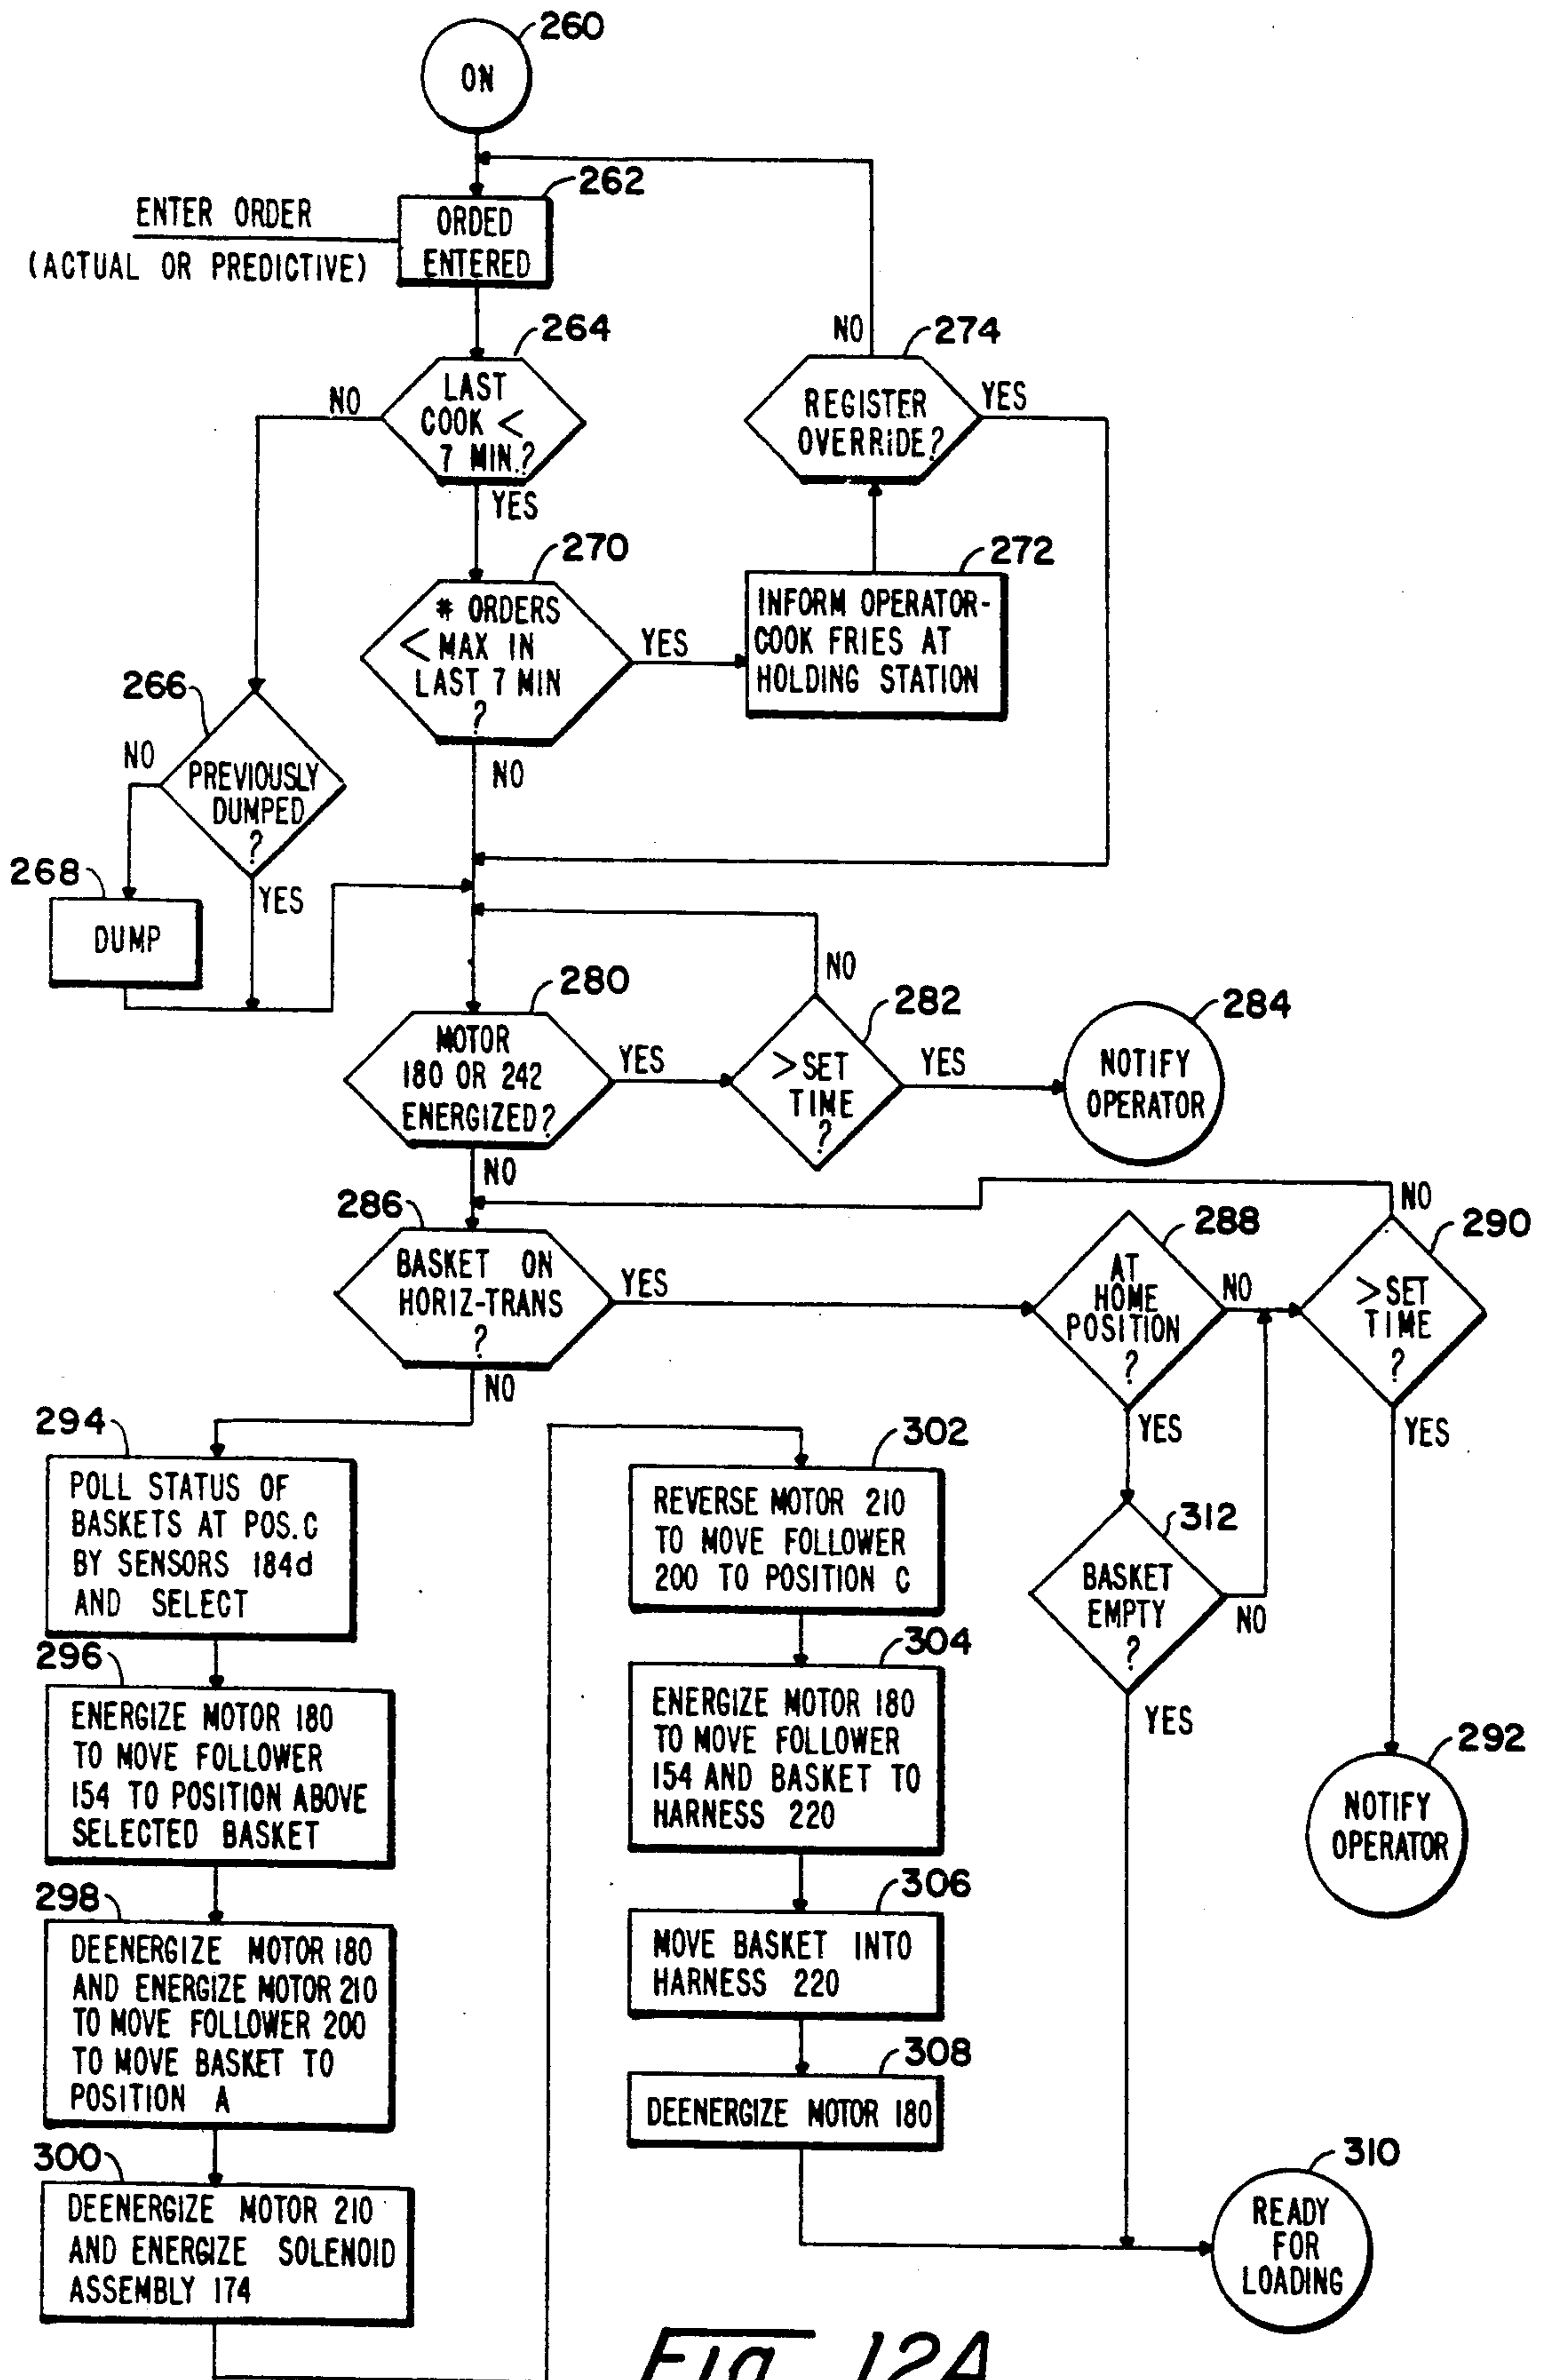 260
ON
262
ENTER ORDER
(ACTUAL OR PREDICTIVE)
ORDED
ENTERED
264
LAST
COOK <
7 MIN.?
NO
YES
274
REGISTER
OVERRIDE?
NO
YES
270
# ORDERS
< MAX IN
LAST 7 MIN
?
YES
NO
272
INFORM OPERATOR-
COOK FRIES AT
HOLDING STATION
266
PREVIOUSLY
DUMPED
?
NO
YES
268
DUMP
280
MOTOR
180 OR 242
ENERGIZED?
YES
NO
282
> SET
TIME
?
NO
YES
284
NOTIFY
OPERATOR
286
BASKET ON
HORIZ-TRANS
?
YES
NO
288
AT
HOME
POSITION
?
NO
YES
290
> SET
TIME
?
NO
YES
292
NOTIFY
OPERATOR
312
BASKET
EMPTY
?
NO
YES
294
POLL STATUS OF
BASKETS AT POS.C
BY SENSORS 184d
AND SELECT
296
ENERGIZE MOTOR 180
TO MOVE FOLLOWER
154 TO POSITION ABOVE
SELECTED BASKET
298
DEENERGIZE MOTOR 180
AND ENERGIZE MOTOR 210
TO MOVE FOLLOWER 200
TO MOVE BASKET TO
POSITION A
300
DEENERGIZE MOTOR 210
AND ENERGIZE SOLENOID
ASSEMBLY 174
302
REVERSE MOTOR 210
TO MOVE FOLLOWER
200 TO POSITION C
304
ENERGIZE MOTOR 180
TO MOVE FOLLOWER
154 AND BASKET TO
HARNESS 220
306
MOVE BASKET INTO
HARNESS 220
308
DEENERGIZE MOTOR 180
310
READY
FOR
LOADING
Fig. 12A